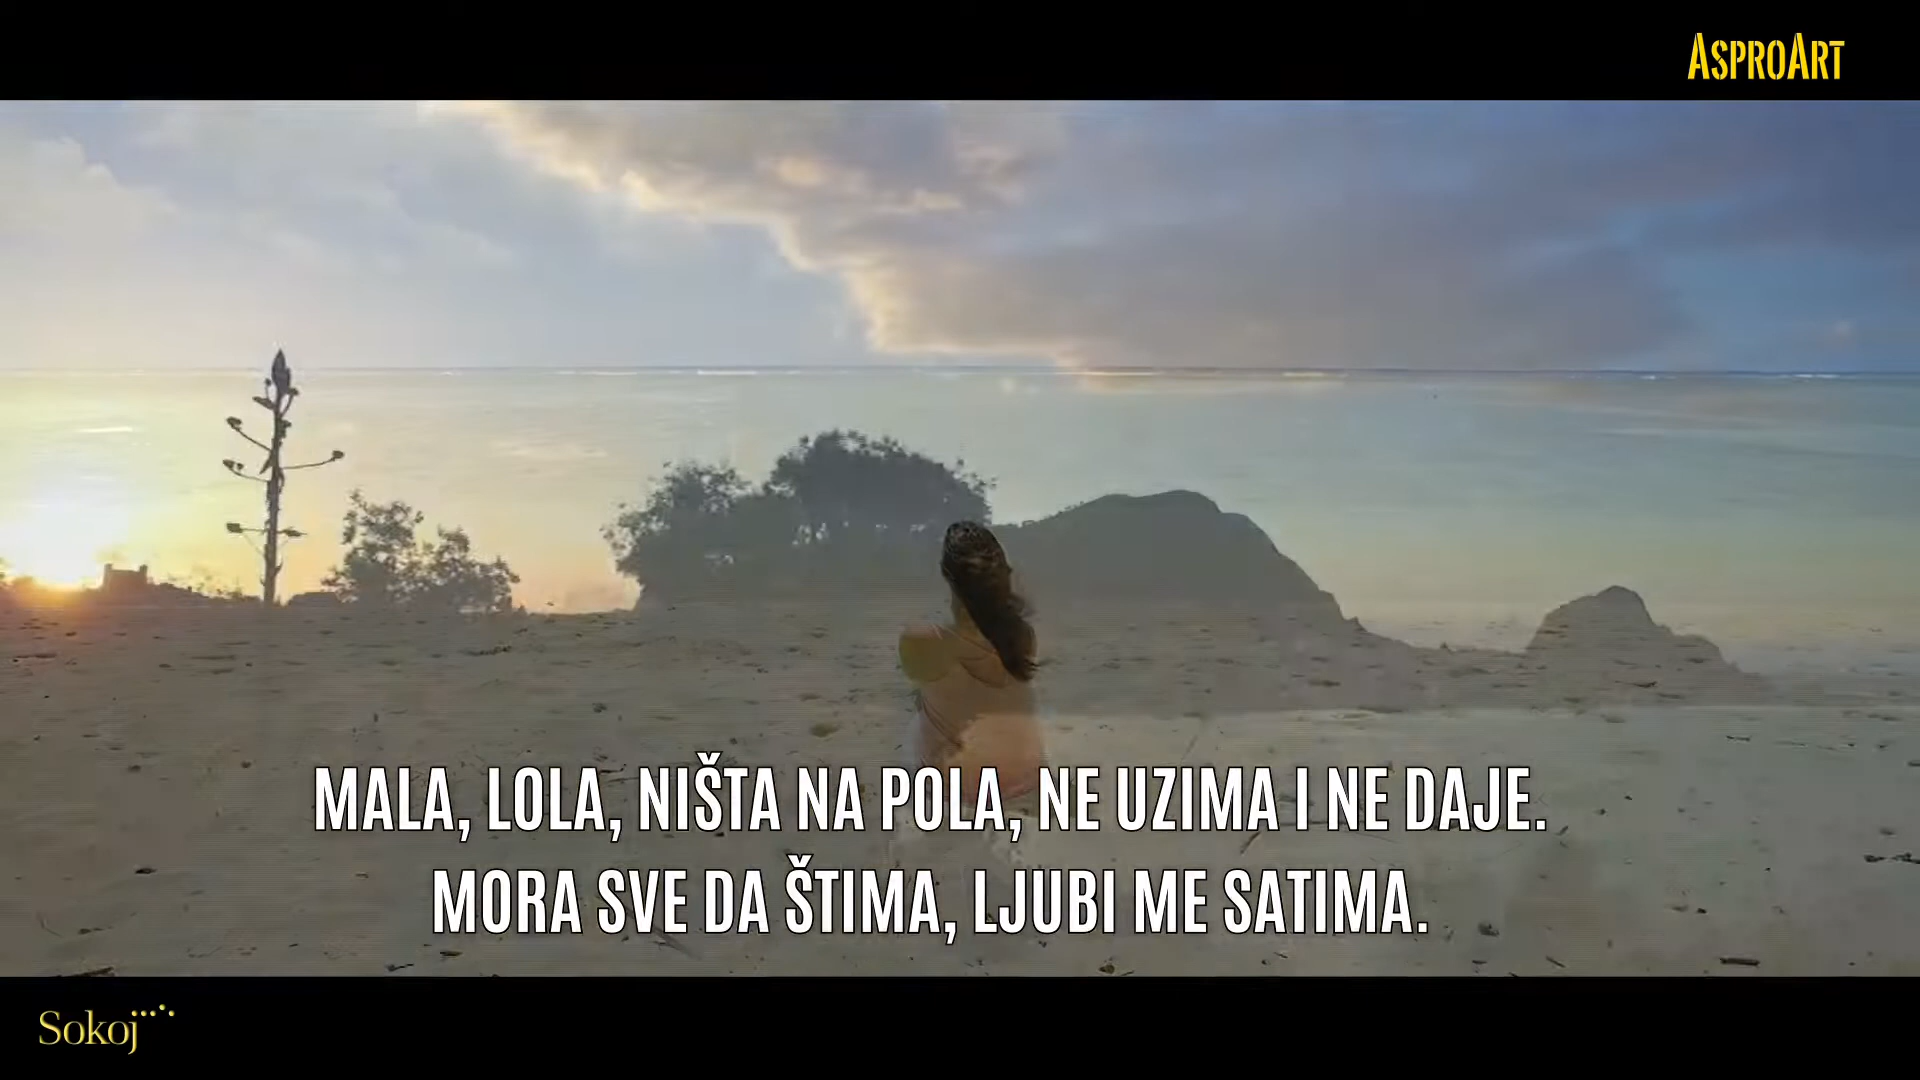 ASPROART
MALA, LOLA, NIŠTA NA POLA, NE UZIMA I NE DAJE.
MORA SVE DA ŠTIMA, LJUBI ME SATIMA.
Sokoj